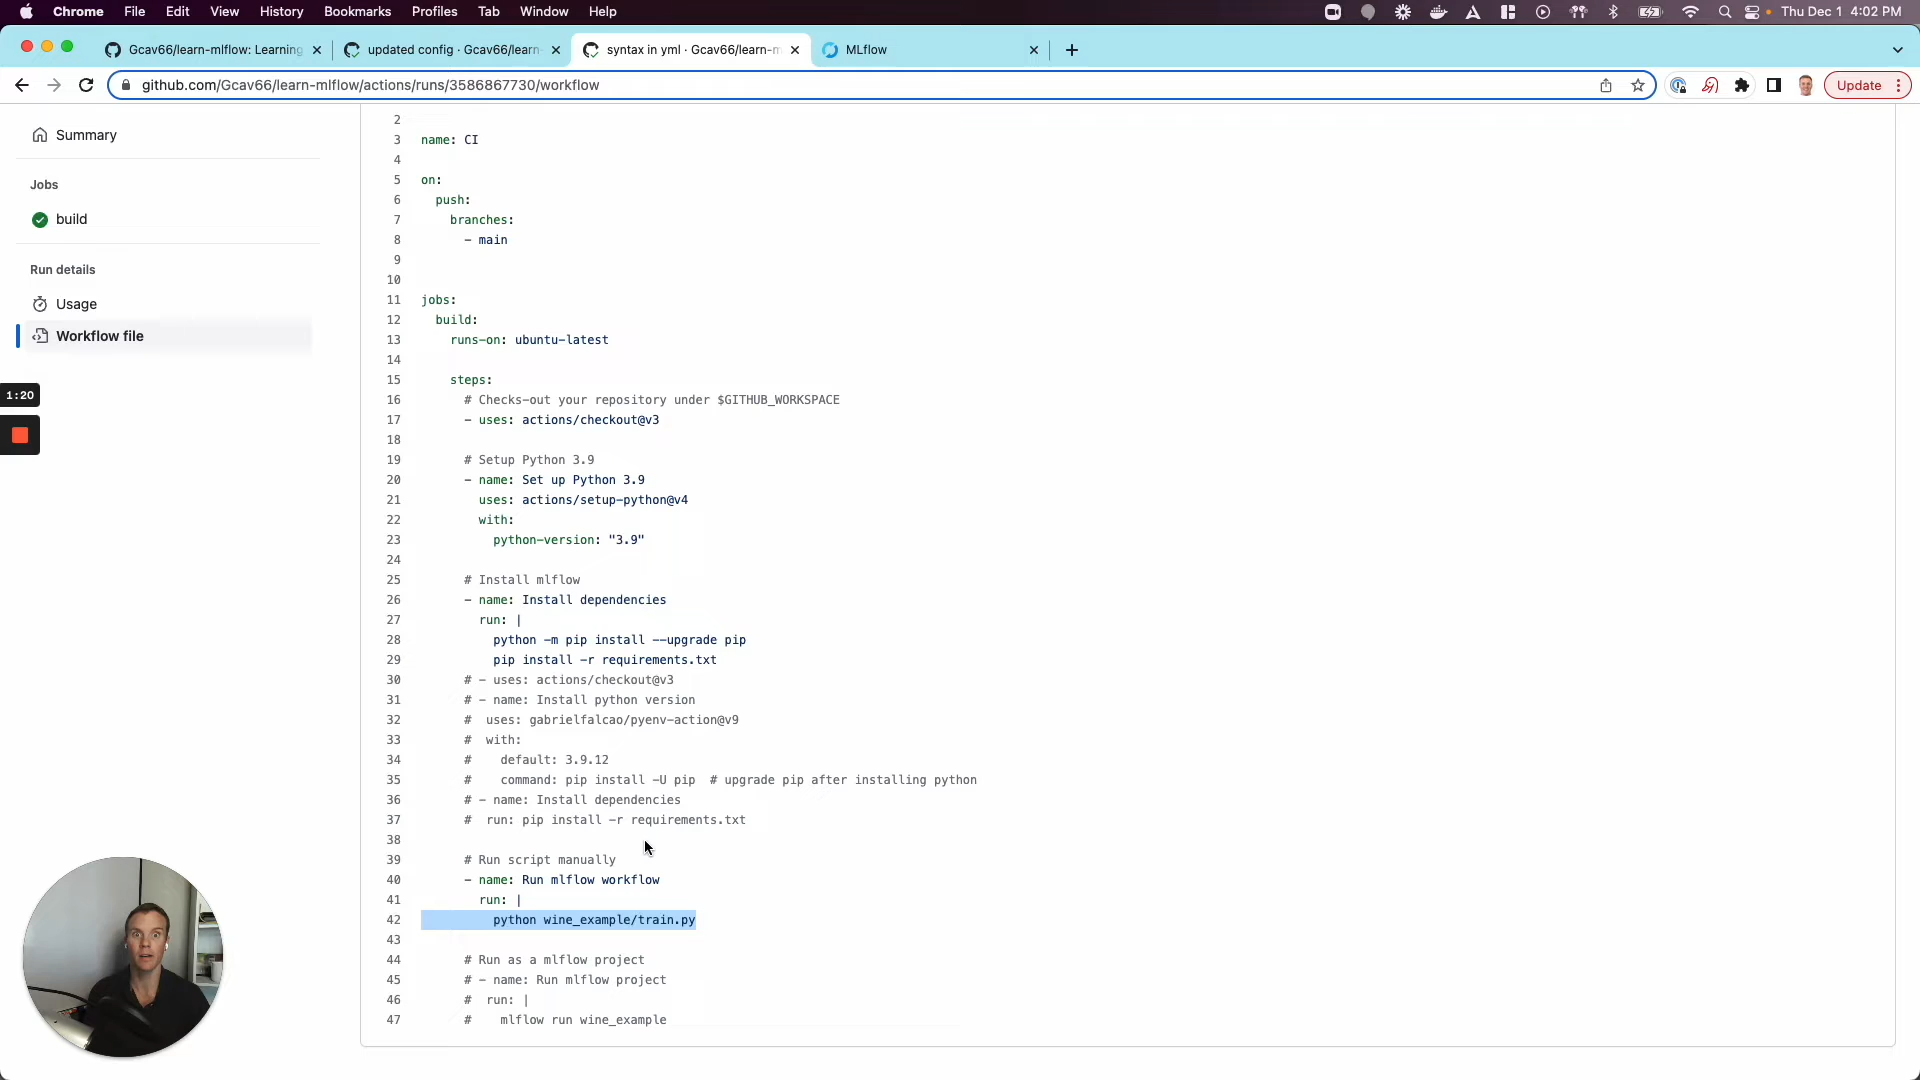 Chrome File Edit View History Bookmarks Profiles Tab Window Help Thu Dec 1 4:02 PM
Gcav66/learn-mlflow: Learning updated config · Gcav66/learn- syntax in yml · Gcav66/learn-m MLflow
github.com/Gcav66/learn-mlflow/actions/runs/3586867730/workflow Update
Summary
Jobs
build
Run details
Usage
Workflow file
1:20
2
3 name: CI
4
5 on:
6 push:
7 branches:
8 - main
9
10
11 jobs:
12 build:
13 runs-on: ubuntu-latest
14
15 steps:
16 # Checks-out your repository under $GITHUB_WORKSPACE
17 - uses: actions/checkout@v3
18
19 # Setup Python 3.9
20 - name: Set up Python 3.9
21 uses: actions/setup-python@v4
22 with:
23 python-version: "3.9"
24
25 # Install mlflow
26 - name: Install dependencies
27 run: |
28 python -m pip install --upgrade pip
29 pip install -r requirements.txt
30 # - uses: actions/checkout@v3
31 # - name: Install python version
32 # uses: gabrielfalcao/pyenv-action@v9
33 # with:
34 # default: 3.9.12
35 # command: pip install -U pip # upgrade pip after installing python
36 # - name: Install dependencies
37 # run: pip install -r requirements.txt
38
39 # Run script manually
40 - name: Run mlflow workflow
41 run: |
42 python wine_example/train.py
43
44 # Run as a mlflow project
45 # - name: Run mlflow project
46 # run: |
47 # mlflow run wine_example